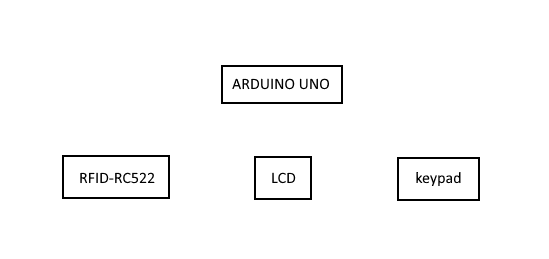 ARDUINO UNO
RFID-RC522
LCD
keypad